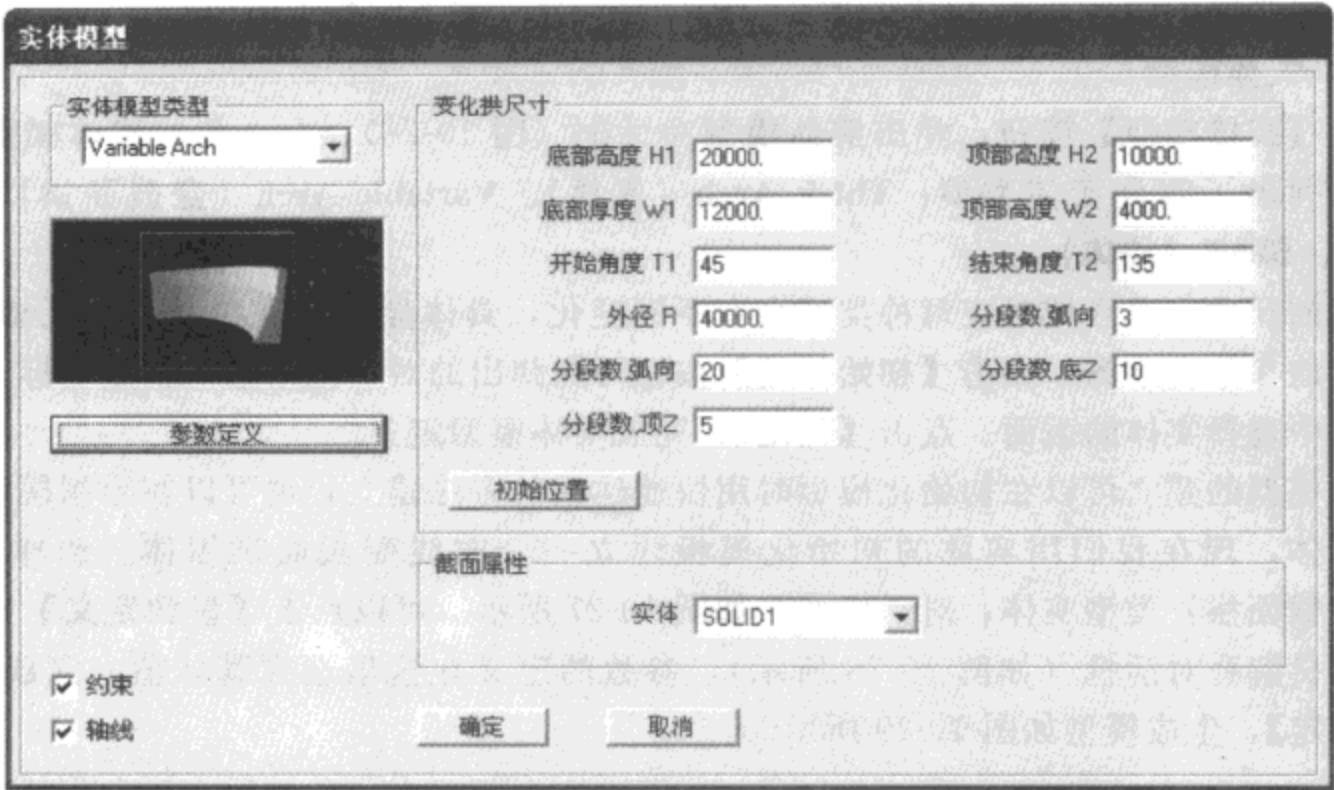 实体模型
实体模型类型
Variable Arch
参数定义
约束
轴线
变化拱尺寸
底部高度 H1 20000.
顶部高度 H2 10000.
底部厚度 W1 12000.
顶部高度 W2 4000.
开始角度 T1 45
结束角度 T2 135
外径 R 40000.
分段数,弧向 3
分段数,弧向 20
分段数,底Z 10
分段数,顶Z 5
初始位置
截面属性
实体 SOLID1
确定
取消